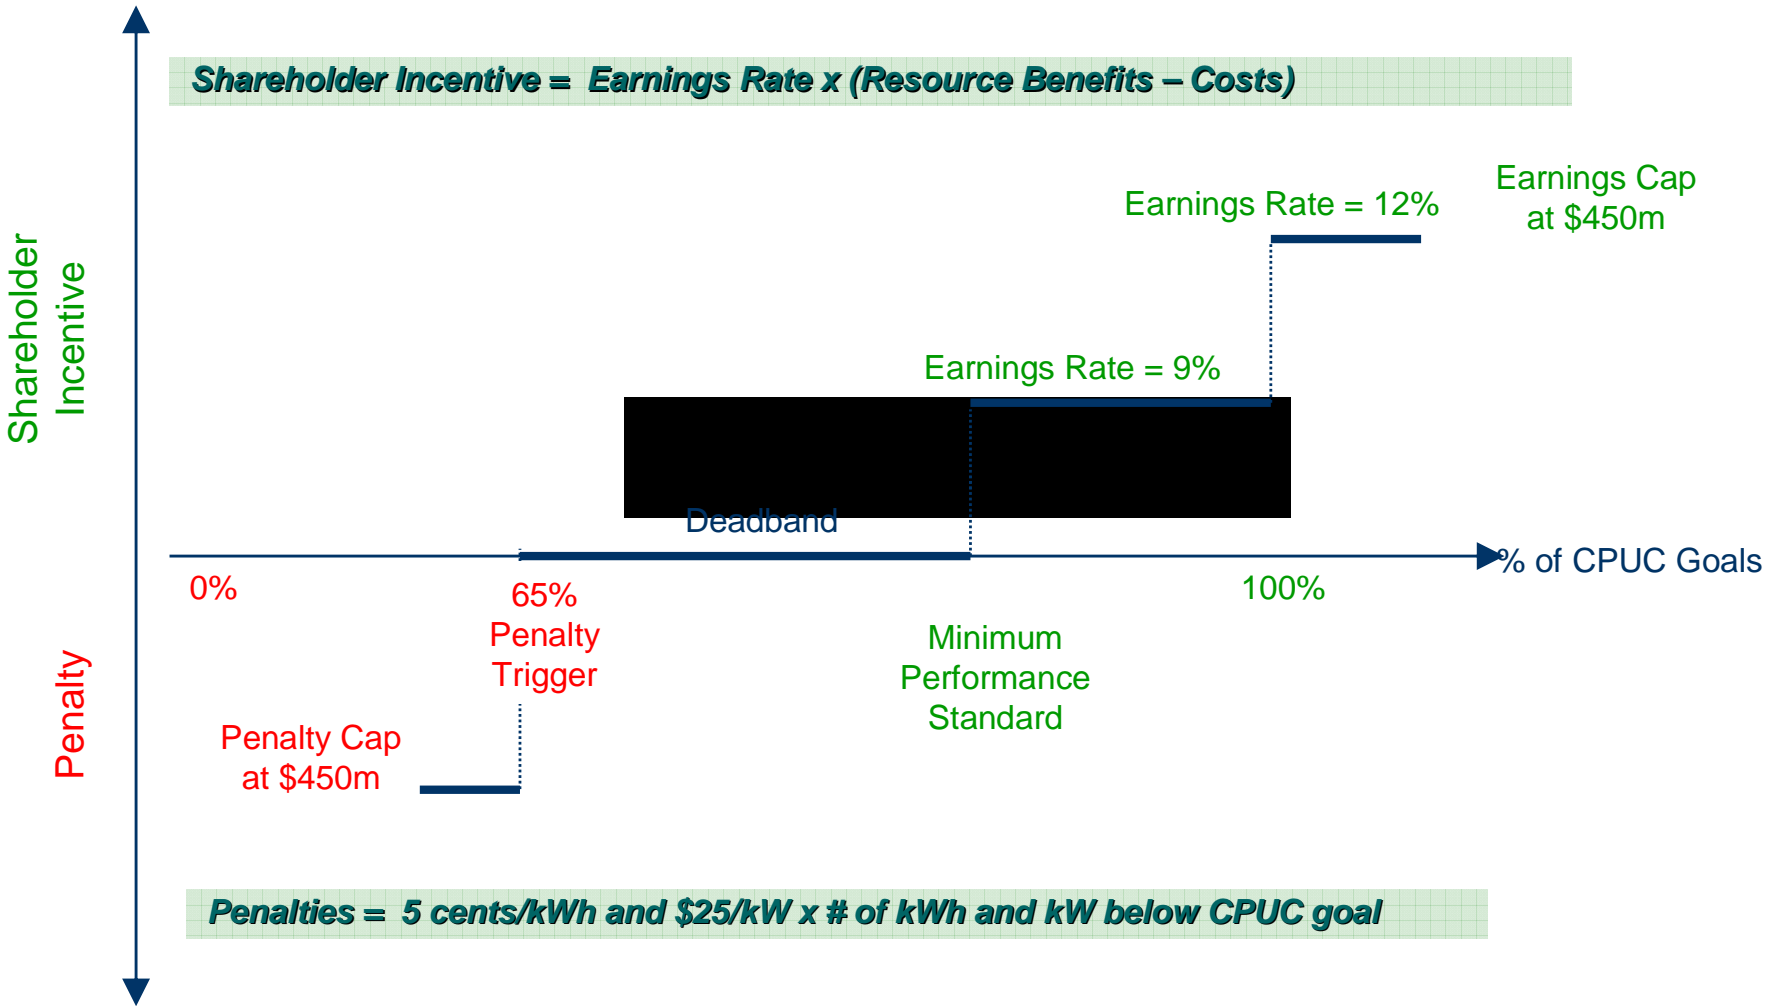 Shareholder Incentive = Earnings Rate x (Resource Benefits – Costs)
Earnings Cap
at $450m
Earnings Rate = 12%
Shareholder
Incentive
Earnings Rate = 9%
Deadband
% of CPUC Goals
0%
65%
Penalty
Trigger
100%
Minimum
Performance
Standard
Penalty
Penalty Cap
at $450m
Penalties = 5 cents/kWh and $25/kW x # of kWh and kW below CPUC goal